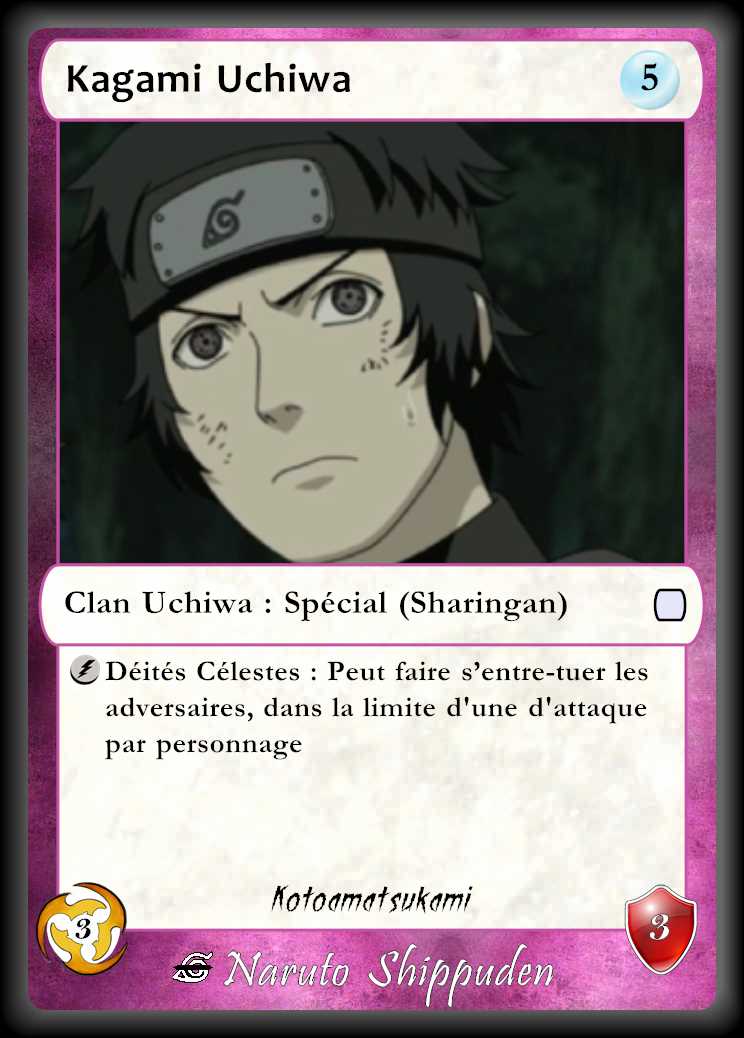 Kagami Uchiwa 5
Clan Uchiwa : Spécial (Sharingan)
Déités Célestes : Peut faire s’entre-tuer les
adversaires, dans la limite d'une d'attaque
par personnage
Kotoamatsukami
3 3
Naruto Shippuden